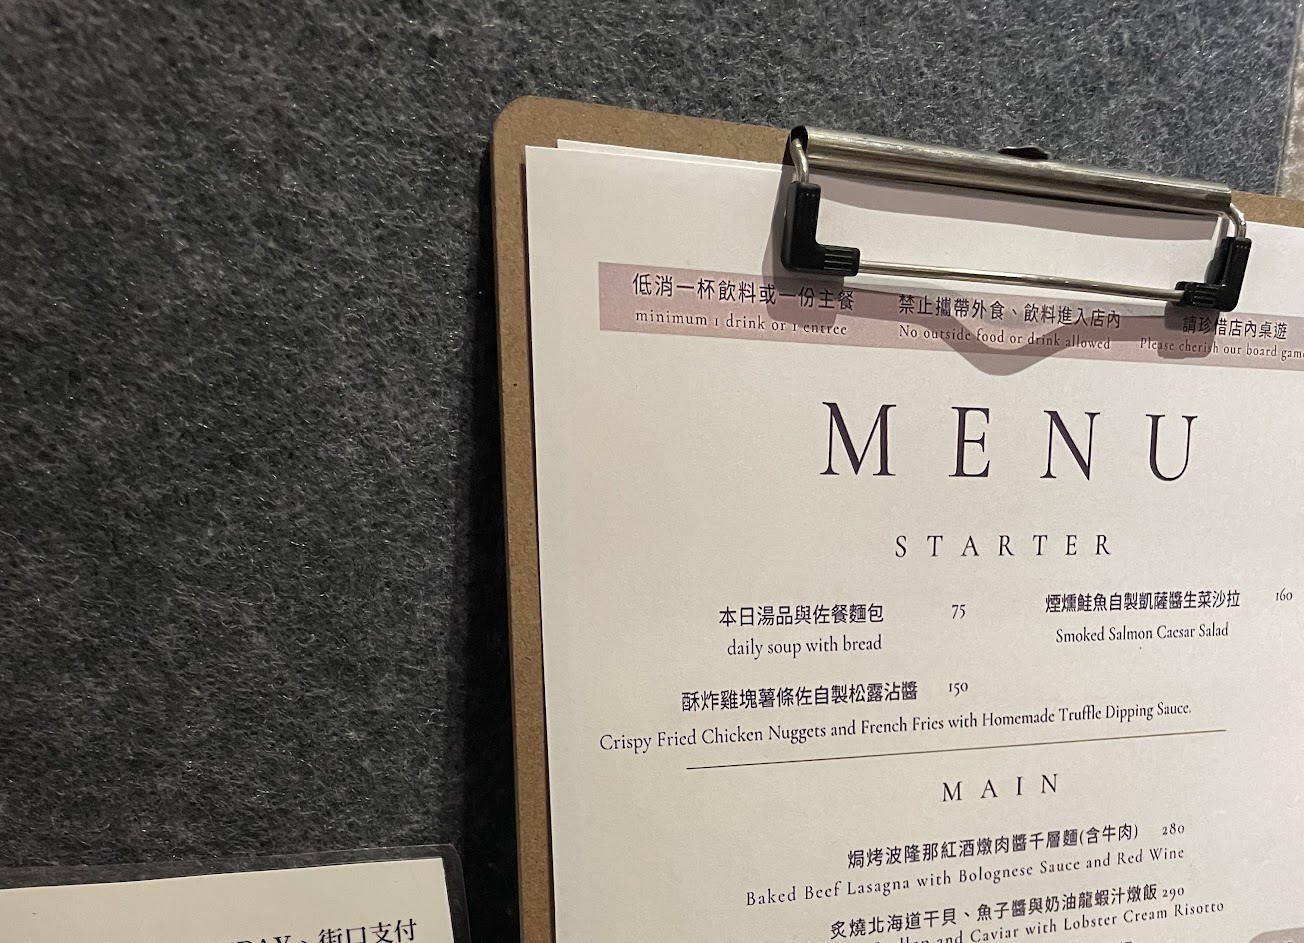 低消一杯飲料或一份主餐
minimum 1 drink or 1 entree
禁止攜帶外食、飲料進入店內
No outside food or drink allowed
請珍惜店內桌遊
Please cherish our board
MENU
STARTER
本日湯品與佐餐麵包 75
daily soup with bread
煙燻鮭魚自製凱薩醬生菜沙拉 160
Smoked Salmon Caesar Salad
酥炸雞塊薯條佐自製松露沾醬 150
Crispy Fried Chicken Nuggets and French Fries with Homemade Truffle Dipping Sauce.
MAIN
焗烤波隆那紅酒燉肉醬千層麵(含牛肉) 280
Baked Beef Lasagna with Bolognese Sauce and Red Wine
炙燒北海道干貝、魚子醬與奶油龍蝦汁燉飯 290
and Caviar with Lobster Cream Risotto
、街口支付